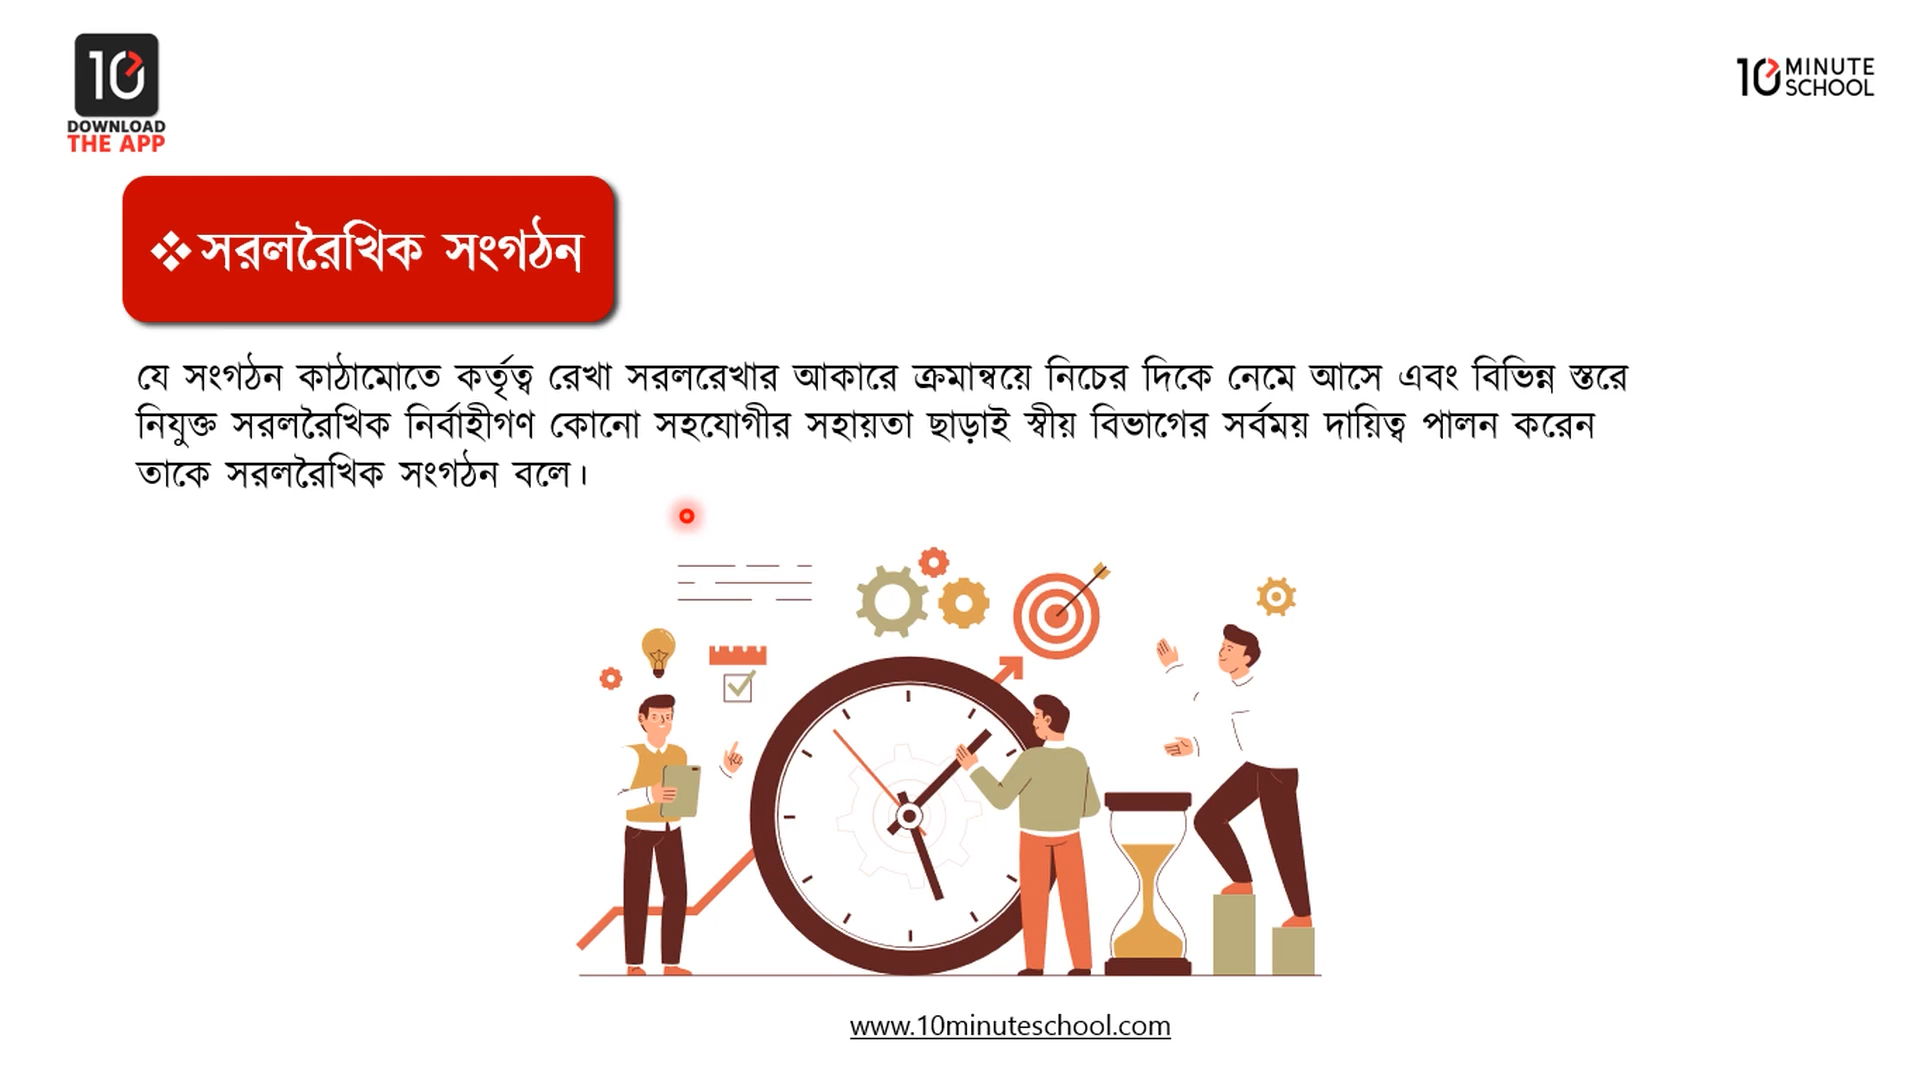 10
DOWNLOAD
THE APP
10 MINUTE
SCHOOL
❖সরলরৈখিক সংগঠন
যে সংগঠন কাঠামোতে কর্তৃত্ব রেখা সরলরেখার আকারে ক্রমান্বয়ে নিচের দিকে নেমে আসে এবং বিভিন্ন স্তরে
নিযুক্ত সরলরৈখিক নির্বাহীগণ কোনো সহযোগীর সহায়তা ছাড়াই স্বীয় বিভাগের সর্বময় দায়িত্ব পালন করেন
তাকে সরলরৈখিক সংগঠন বলে।
www.10minuteschool.com